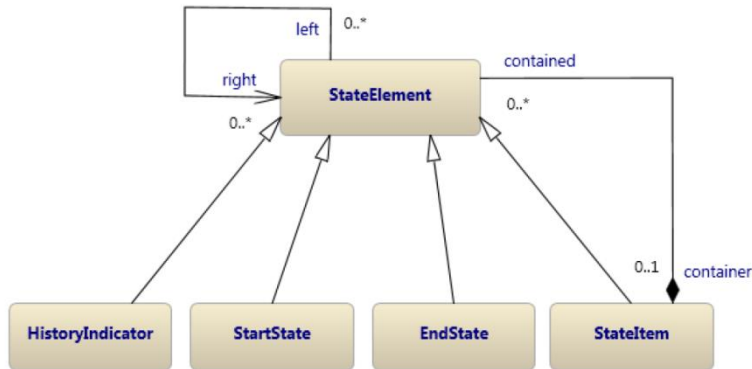 left 0..*
contained
right
StateElement
0..*
0..*
0..1 container
HistoryIndicator StartState EndState StateItem